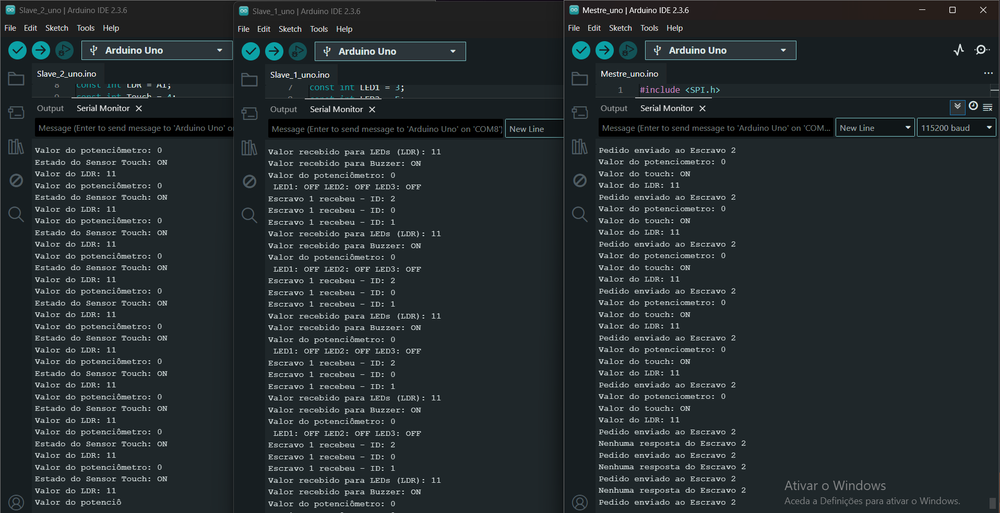 Slave_2_uno | Arduino IDE 2.3.6
File Edit Sketch Tools Help
Arduino Uno
Slave_2_uno.ino
8 const int LDR = A1;
9 const int Touch = 4;
Output Serial Monitor
Message (Enter to send message to 'Arduino Uno' o
Valor do potenciômetro: 0
Estado do Sensor Touch: ON
Valor do LDR: 11
Valor do potenciômetro: 0
Estado do Sensor Touch: ON
Valor do LDR: 11
Valor do potenciômetro: 0
Estado do Sensor Touch: ON
Valor do LDR: 11
Valor do potenciômetro: 0
Estado do Sensor Touch: ON
Valor do LDR: 11
Valor do potenciômetro: 0
Estado do Sensor Touch: ON
Valor do LDR: 11
Valor do potenciômetro: 0
Estado do Sensor Touch: ON
Valor do LDR: 11
Valor do potenciômetro: 0
Estado do Sensor Touch: ON
Valor do LDR: 11
Valor do potenciômetro: 0
Estado do Sensor Touch: ON
Valor do LDR: 11
Valor do potenciômetro: 0
Estado do Sensor Touch: ON
Valor do LDR: 11
Valor do potenciômetro: 0
Estado do Sensor Touch: ON
Valor do LDR: 11
Valor do potenciô
Slave_1_uno | Arduino IDE 2.3.6
File Edit Sketch Tools Help
Arduino Uno
Slave_1_uno.ino
7 const int LED1 = 3;
8 const int LED2 = 5;
Output Serial Monitor
Message (Enter to send message to 'Arduino Uno' on 'COM8') New Line
Valor recebido para LEDs (LDR): 11
Valor recebido para Buzzer: ON
Valor do potenciômetro: 0
LED1: OFF LED2: OFF LED3: OFF
Escravo 1 recebeu - ID: 2
Escravo 1 recebeu - ID: 0
Escravo 1 recebeu - ID: 1
Valor recebido para LEDs (LDR): 11
Valor recebido para Buzzer: ON
Valor do potenciômetro: 0
LED1: OFF LED2: OFF LED3: OFF
Escravo 1 recebeu - ID: 2
Escravo 1 recebeu - ID: 0
Escravo 1 recebeu - ID: 1
Valor recebido para LEDs (LDR): 11
Valor recebido para Buzzer: ON
Valor do potenciômetro: 0
LED1: OFF LED2: OFF LED3: OFF
Escravo 1 recebeu - ID: 2
Escravo 1 recebeu - ID: 0
Escravo 1 recebeu - ID: 1
Valor recebido para LEDs (LDR): 11
Valor recebido para Buzzer: ON
Valor do potenciômetro: 0
LED1: OFF LED2: OFF LED3: OFF
Escravo 1 recebeu - ID: 2
Escravo 1 recebeu - ID: 0
Escravo 1 recebeu - ID: 1
Valor recebido para LEDs (LDR): 11
Valor recebido para Buzzer: ON
Valor do potenciômetro: 0
Mestre_uno | Arduino IDE 2.3.6
File Edit Sketch Tools Help
Arduino Uno
Mestre_uno.ino
1 #include <SPI.h>
Output Serial Monitor
Message (Enter to send message to 'Arduino Uno' on 'COM... New Line 115200 baud
Pedido enviado ao Escravo 2
Valor do potenciometro: 0
Valor do touch: ON
Valor do LDR: 11
Pedido enviado ao Escravo 2
Valor do potenciometro: 0
Valor do touch: ON
Valor do LDR: 11
Pedido enviado ao Escravo 2
Valor do potenciometro: 0
Valor do touch: ON
Valor do LDR: 11
Pedido enviado ao Escravo 2
Valor do potenciometro: 0
Valor do touch: ON
Valor do LDR: 11
Pedido enviado ao Escravo 2
Valor do potenciometro: 0
Valor do touch: ON
Valor do LDR: 11
Pedido enviado ao Escravo 2
Valor do potenciometro: 0
Valor do touch: ON
Valor do LDR: 11
Pedido enviado ao Escravo 2
Nenhuma resposta do Escravo 2
Pedido enviado ao Escravo 2
Nenhuma resposta do Escravo 2
Pedido enviado ao Escravo 2
Nenhuma resposta do Escravo 2
Pedido enviado ao Escravo 2
Ativar o Windows
Aceda a Definições para ativar o Windows.